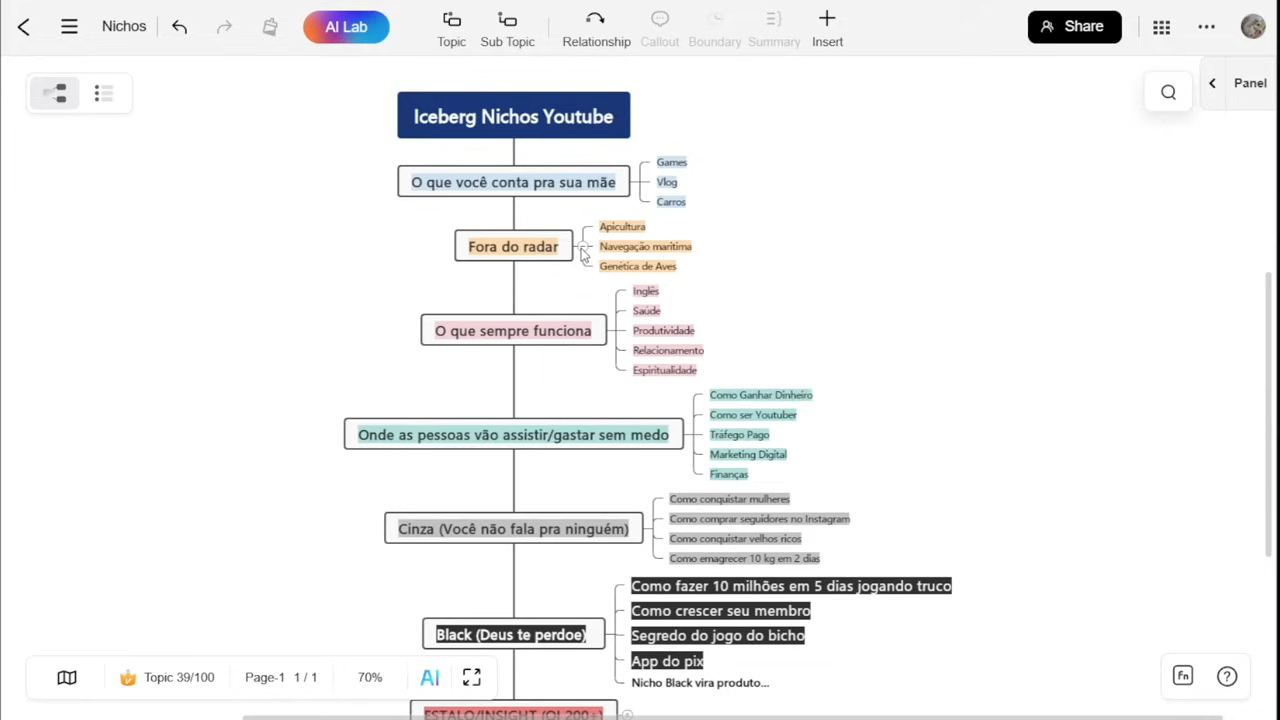 Nichos
AI Lab
Topic
Sub Topic
Relationship
Callout
Boundary
Summary
Insert
Share
Panel
Iceberg Nichos Youtube
O que você conta pra sua mãe
Games
Vlog
Carros
Fora do radar
Apicultura
Navegação marítima
Genética de Aves
O que sempre funciona
Inglês
Saúde
Produtividade
Relacionamento
Espiritualidade
Onde as pessoas vão assistir/gastar sem medo
Como Ganhar Dinheiro
Como ser Youtuber
Tráfego Pago
Marketing Digital
Finanças
Cinza (Você não fala pra ninguém)
Como conquistar mulheres
Como comprar seguidores no Instagram
Como conquistar velhos ricos
Como emagrecer 10 kg em 2 dias
Black (Deus te perdoe)
Como fazer 10 milhões em 5 dias jogando truco
Como crescer seu membro
Segredo do jogo do bicho
App do pix
Nicho Black vira produto...
ESTALO/INSIGHT (QI 200+)
Topic 39/100
Page-1 1 / 1
70%
AI
Fn
?